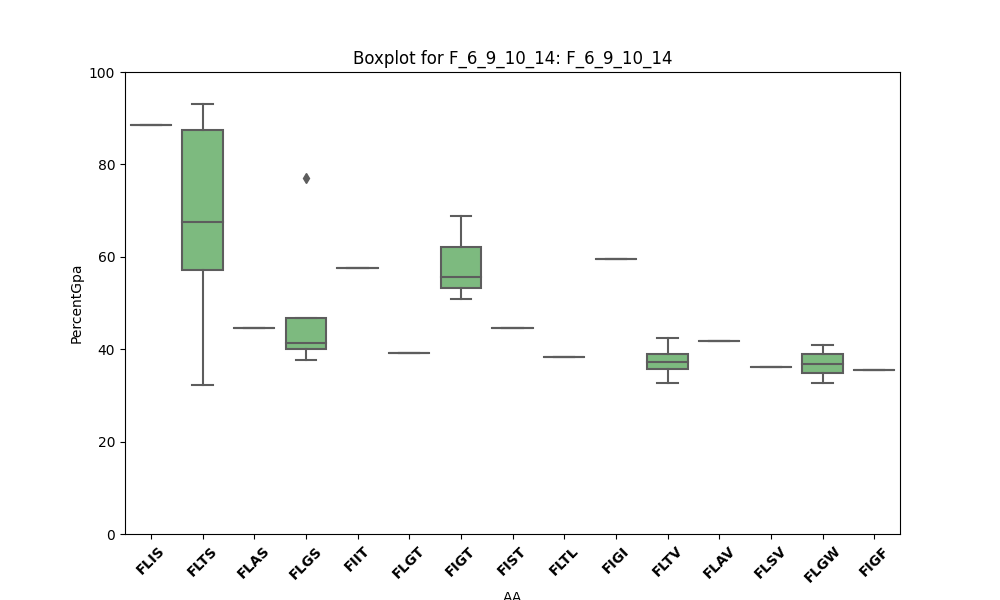 Boxplot for F_6_9_10_14: F_6_9_10_14
100
80
60
40
20
0
PercentGpa
FLIS
FLTS
FLAS
FLGS
FIIT
FLGT
FIGT
FIST
FLTL
FIGI
FLTV
FLAV
FLSV
FLGW
FIGF
AA